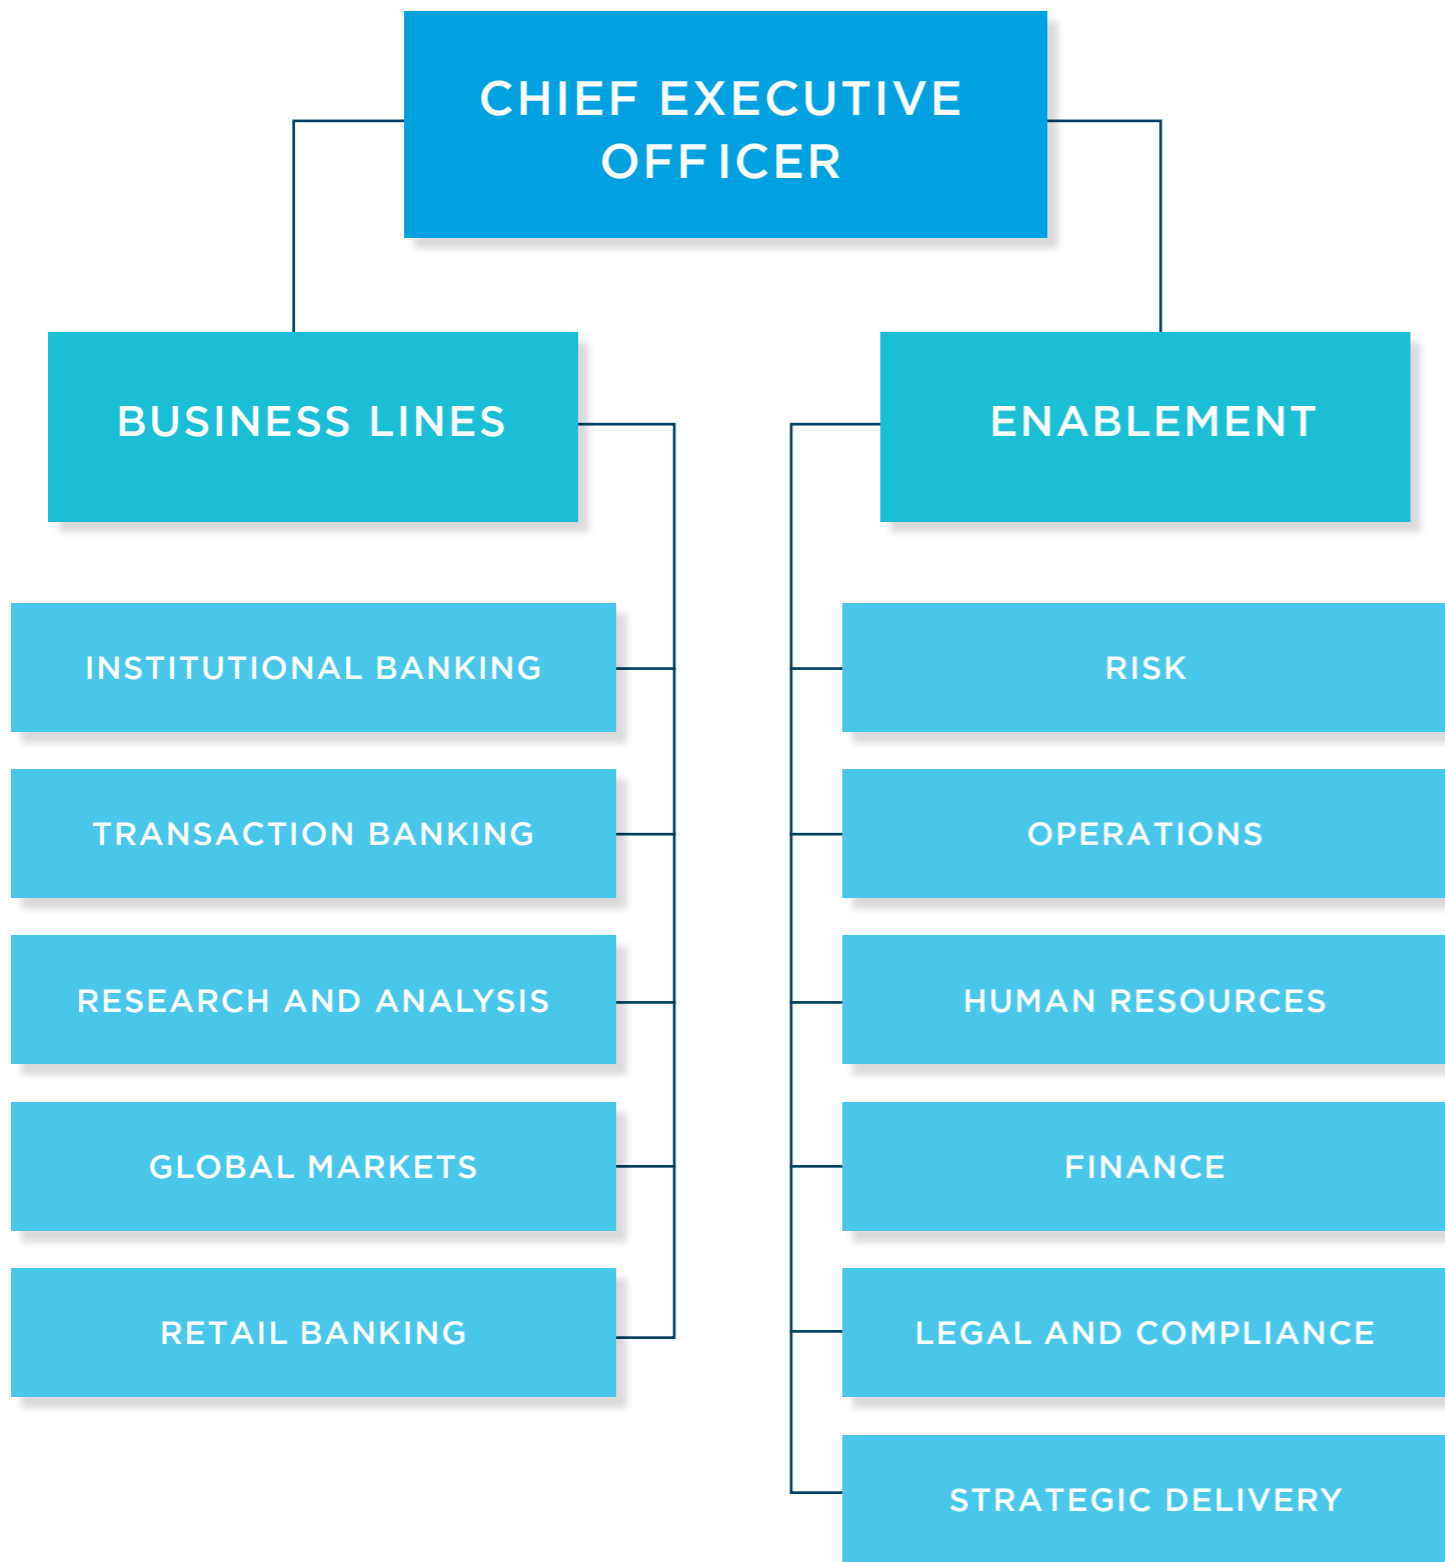 CHIEF EXECUTIVE
OFFICER
BUSINESS LINES
INSTITUTIONAL BANKING
TRANSACTION BANKING
RESEARCH AND ANALYSIS
GLOBAL MARKETS
RETAIL BANKING
ENABLEMENT
RISK
OPERATIONS
HUMAN RESOURCES
FINANCE
LEGAL AND COMPLIANCE
STRATEGIC DELIVERY